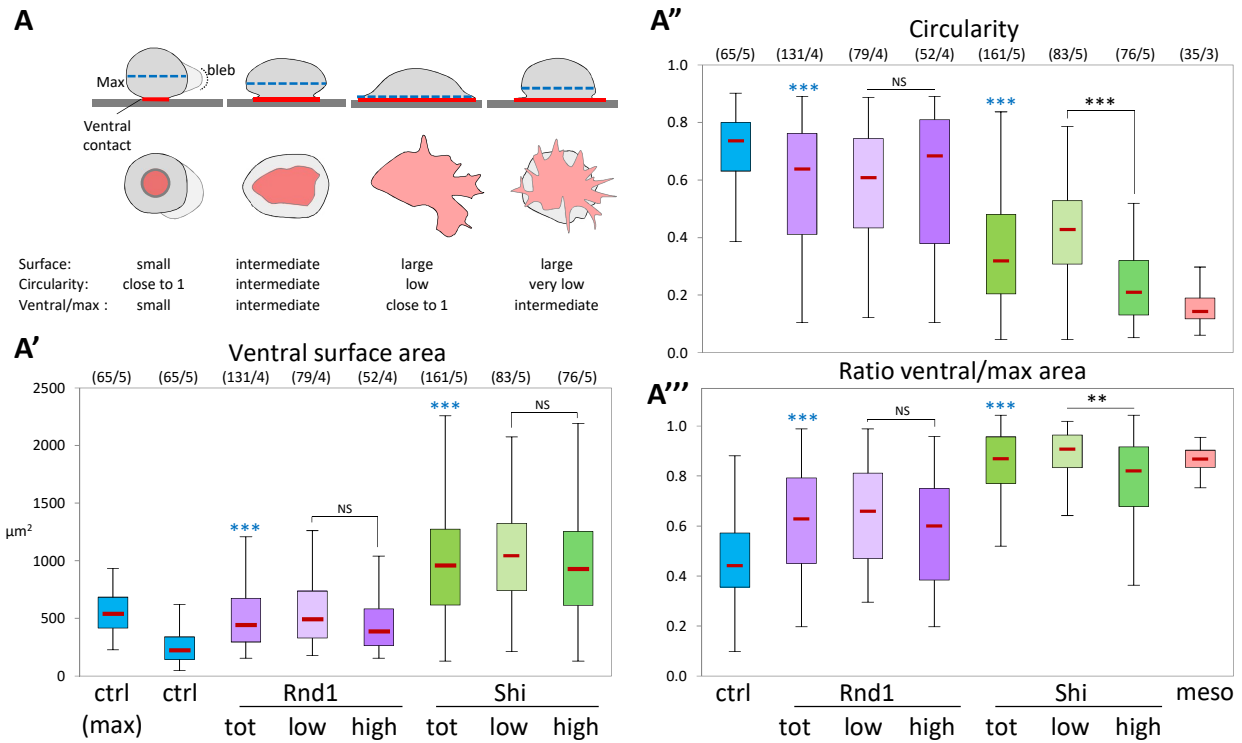 A
Max
bleb
Ventral
contact
Surface: small intermediate large large
Circularity: close to 1 intermediate low very low
Ventral/max : small intermediate close to 1 intermediate
A'
Ventral surface area
(65/5) (65/5) (131/4) (79/4) (52/4) (161/5) (83/5) (76/5)
2500
2000
1500
µm²
1000
500
0
*** NS *** NS
ctrl
(max)
ctrl
Rnd1
tot low high
Shi
tot low high
A"
Circularity
(65/5) (131/4) (79/4) (52/4) (161/5) (83/5) (76/5) (35/3)
1.0
0.8
0.6
0.4
0.2
0.0
*** NS *** ***
A'''
Ratio ventral/max area
1.0
0.8
0.6
0.4
0.2
0.0
*** NS *** **
ctrl
Rnd1
tot low high
Shi
tot low high
meso